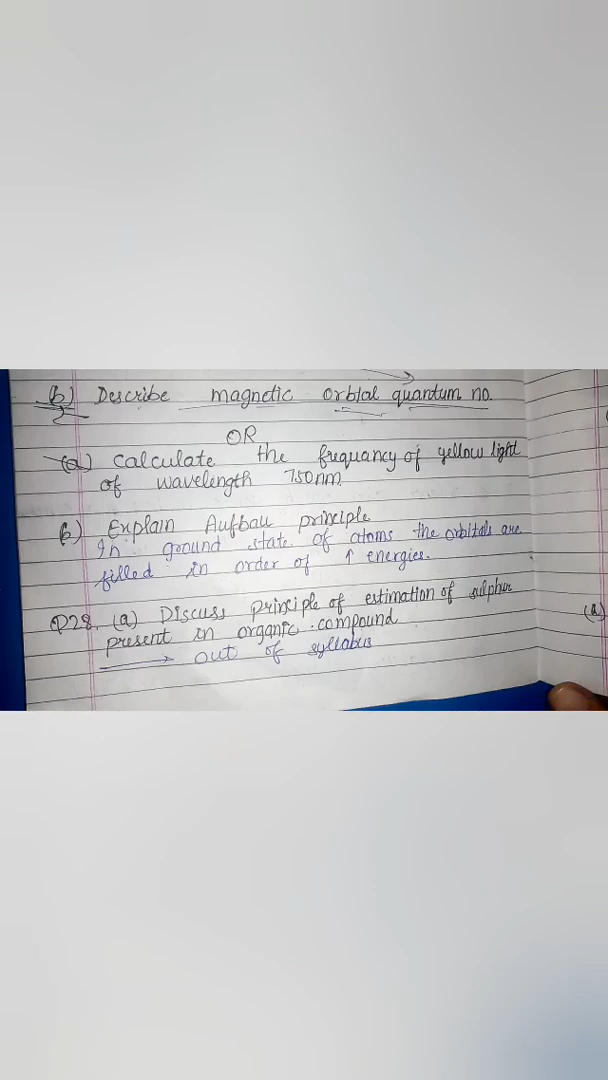 (b) Describe magnetic orbtal quantum no.
OR
(a) Calculate the frequancy of yellow light
of wavelength 750nm
(b) Explain Aufbau principle
In ground state of atoms the orbitals are
filled in order of ↑ energies.
Q28. (a) Discuss principle of estimation of sulphur
present in organic compound
→ out of syllabus
(a)